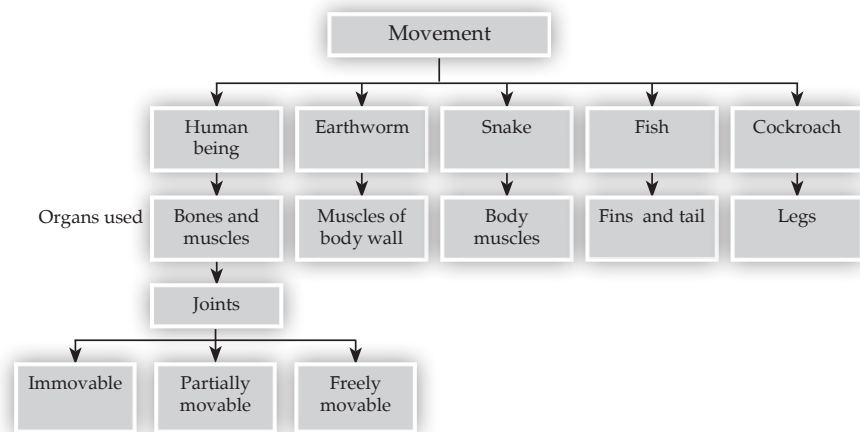 Movement
Human
being
Earthworm
Snake
Fish
Cockroach
Organs used
Bones and
muscles
Muscles of
body wall
Body
muscles
Fins and tail
Legs
Joints
Immovable
Partially
movable
Freely
movable